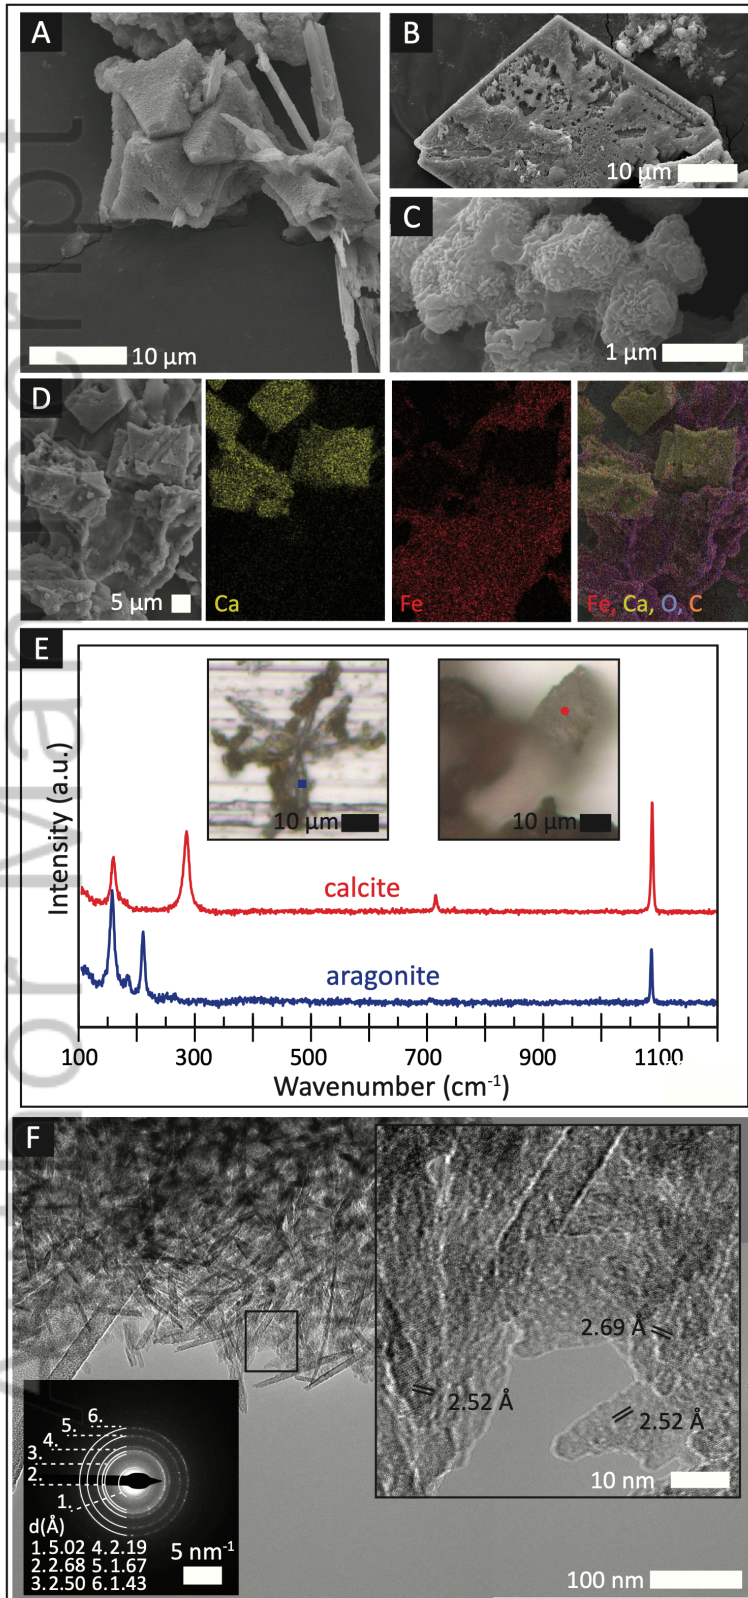 A
10 µm
B
10 µm
C
1 µm
D
5 µm
Ca
Fe
Fe, Ca, O, C
E
10 µm
10 µm
calcite
aragonite
Intensity (a.u.)
100 300 500 700 900 1100
Wavenumber (cm⁻¹)
F
2.69 Å
2.52 Å
2.52 Å
10 nm
6.
5.
4.
3.
2.
1.
d(Å)
1.5.02 4.2.19
2.2.68 5.1.67
3.2.50 6.1.43
5 nm⁻¹
100 nm
Author Manuscript